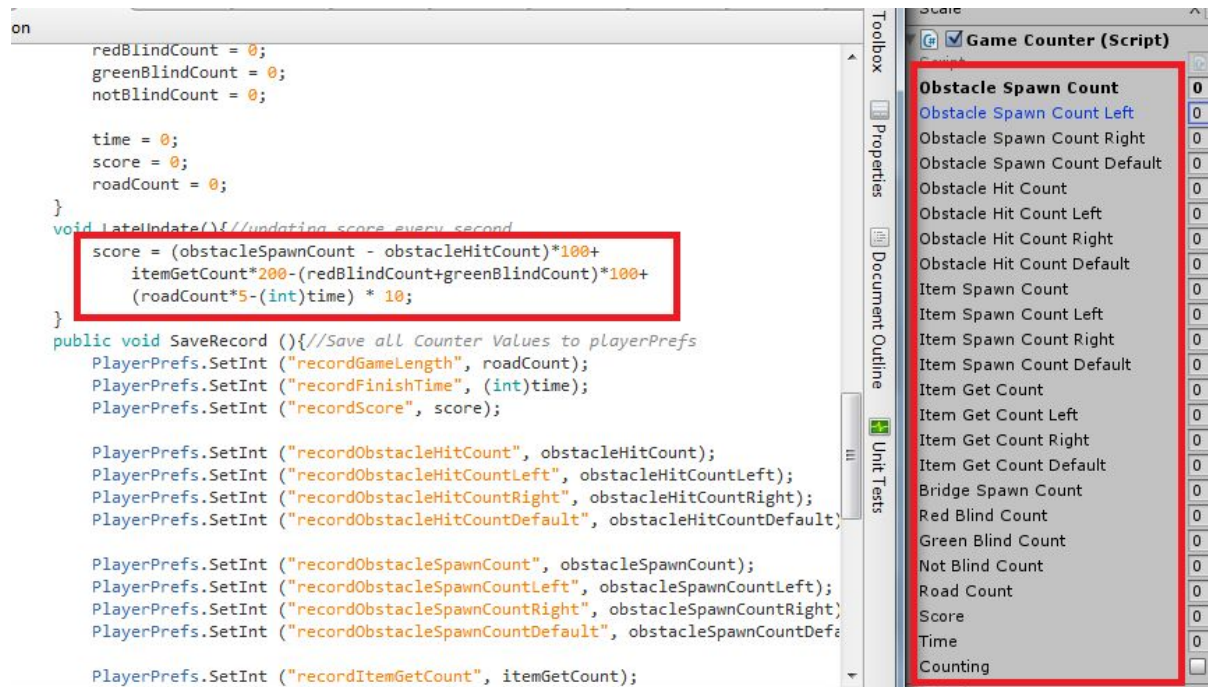 on
redBlindCount = 0;
greenBlindCount = 0;
notBlindCount = 0;
time = 0;
score = 0;
roadCount = 0;
}
void LateUpdate(){//updating score every second
score = (obstacleSpawnCount - obstacleHitCount)*100+
itemGetCount*200-(redBlindCount+greenBlindCount)*100+
(roadCount*5-(int)time) * 10;
}
public void SaveRecord (){//Save all Counter Values to playerPrefs
PlayerPrefs.SetInt ("recordGameLength", roadCount);
PlayerPrefs.SetInt ("recordFinishTime", (int)time);
PlayerPrefs.SetInt ("recordScore", score);
PlayerPrefs.SetInt ("recordObstacleHitCount", obstacleHitCount);
PlayerPrefs.SetInt ("recordObstacleHitCountLeft", obstacleHitCountLeft);
PlayerPrefs.SetInt ("recordObstacleHitCountRight", obstacleHitCountRight);
PlayerPrefs.SetInt ("recordObstacleHitCountDefault", obstacleHitCountDefault)
PlayerPrefs.SetInt ("recordObstacleSpawnCount", obstacleSpawnCount);
PlayerPrefs.SetInt ("recordObstacleSpawnCountLeft", obstacleSpawnCountLeft);
PlayerPrefs.SetInt ("recordObstacleSpawnCountRight", obstacleSpawnCountRight)
PlayerPrefs.SetInt ("recordObstacleSpawnCountDefault", obstacleSpawnCountDefa
PlayerPrefs.SetInt ("recordItemGetCount", itemGetCount);
Toolbox
Properties
Document Outline
Unit Tests
Scale X
Game Counter (Script)
Script
Obstacle Spawn Count 0
Obstacle Spawn Count Left 0
Obstacle Spawn Count Right 0
Obstacle Spawn Count Default 0
Obstacle Hit Count 0
Obstacle Hit Count Left 0
Obstacle Hit Count Right 0
Obstacle Hit Count Default 0
Item Spawn Count 0
Item Spawn Count Left 0
Item Spawn Count Right 0
Item Spawn Count Default 0
Item Get Count 0
Item Get Count Left 0
Item Get Count Right 0
Item Get Count Default 0
Bridge Spawn Count 0
Red Blind Count 0
Green Blind Count 0
Not Blind Count 0
Road Count 0
Score 0
Time 0
Counting